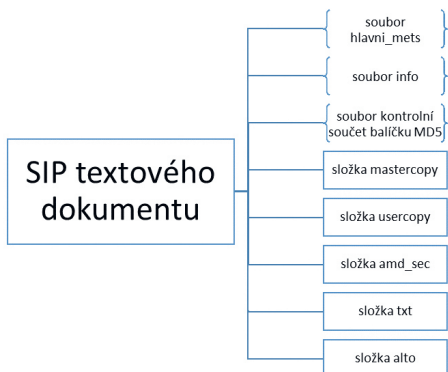 SIP textového
dokumentu
soubor
hlavni_mets
soubor info
soubor kontrolní
součet balíčku MD5
složka mastercopy
složka usercopy
složka amd_sec
složka txt
složka alto